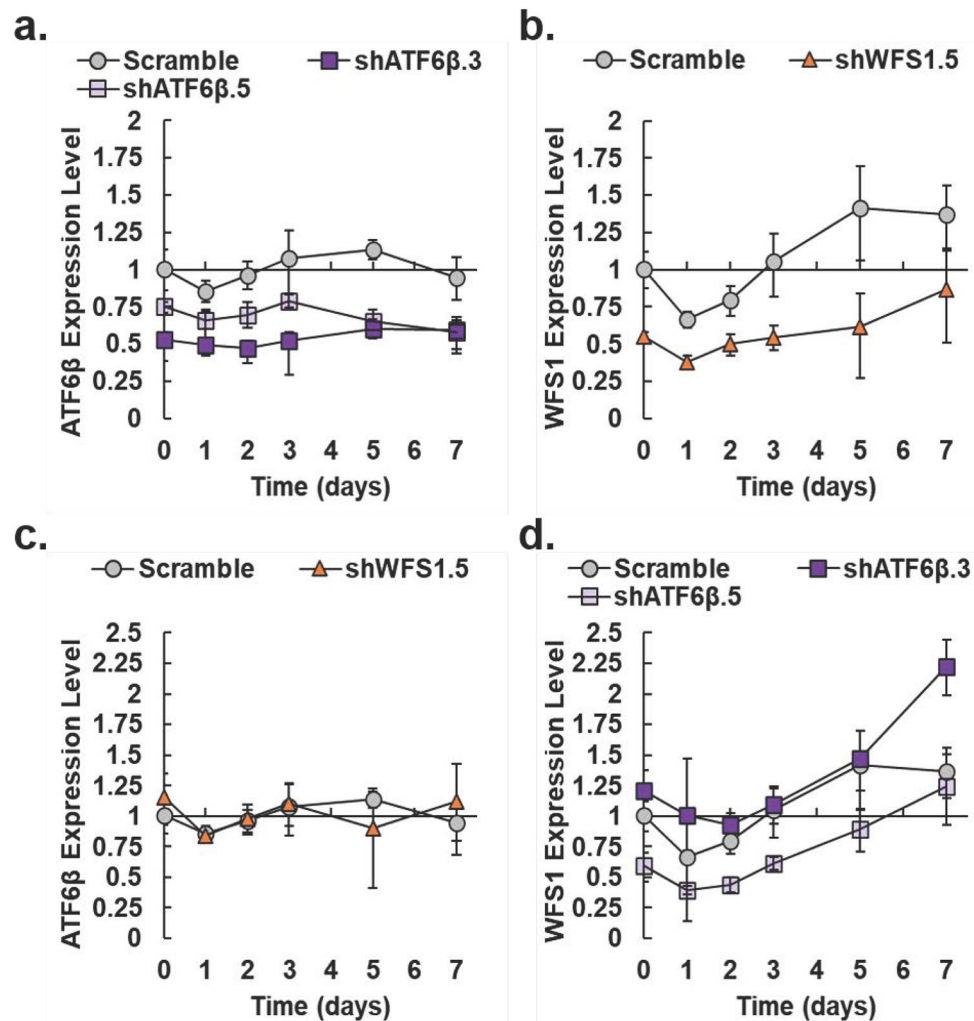 a.
Scramble shATF6β.3
shATF6β.5
ATF6β Expression Level
2
1.75
1.5
1.25
1
0.75
0.5
0.25
0
0 1 2 3 4 5 6 7
Time (days)
b.
Scramble shWFS1.5
WFS1 Expression Level
2
1.75
1.5
1.25
1
0.75
0.5
0.25
0
0 1 2 3 4 5 6 7
Time (days)
c.
Scramble shWFS1.5
ATF6β Expression Level
2.5
2.25
2
1.75
1.5
1.25
1
0.75
0.5
0.25
0
0 1 2 3 4 5 6 7
Time (days)
d.
Scramble shATF6β.3
shATF6β.5
WFS1 Expression Level
2.5
2.25
2
1.75
1.5
1.25
1
0.75
0.5
0.25
0
0 1 2 3 4 5 6 7
Time (days)